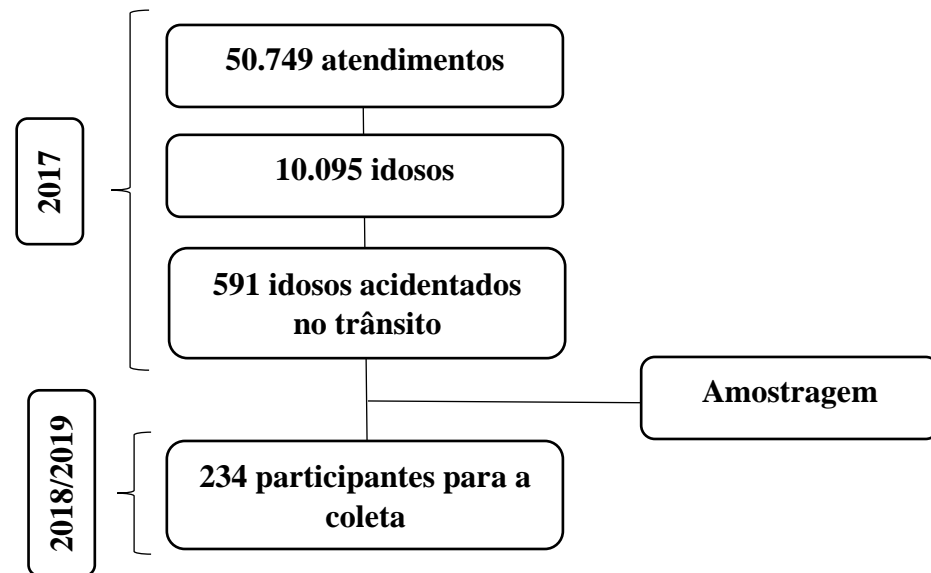 50.749 atendimentos
2017
10.095 idosos
591 idosos acidentados
no trânsito
Amostragem
2018/2019
234 participantes para a
coleta